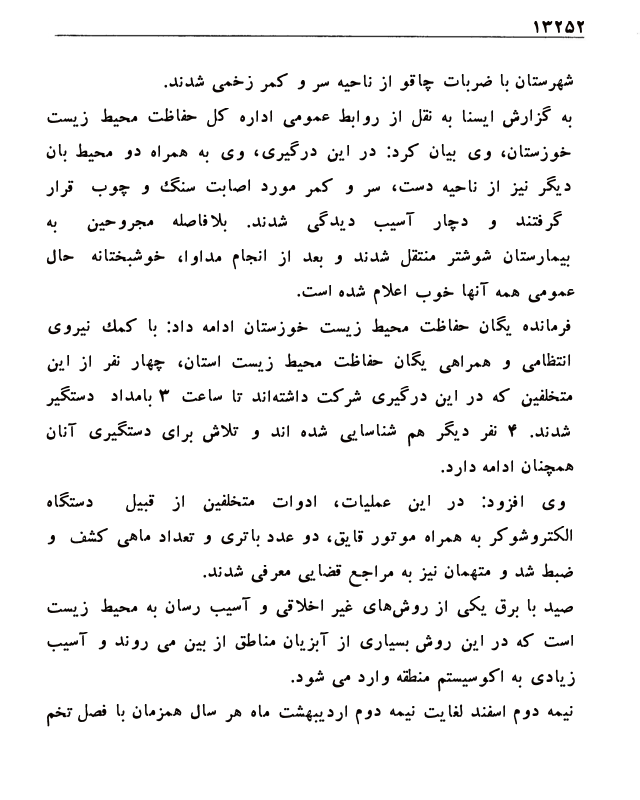 ۱۳۲۵۲
شهرستان با ضربات چاقو از ناحیه سر و کمر زخمی شدند.
به گزارش ایسنا به نقل از روابط عمومی اداره کل حفاظت محیط زیست
خوزستان، وی بیان کرد: در این درگیری، وی به همراه دو محیط بان
دیگر نیز از ناحیه دست، سر و کمر مورد اصابت سنگ و چوب قرار
گرفتند و دچار آسیب دیدگی شدند. بلافاصله مجروحین به
بیمارستان شوشتر منتقل شدند و بعد از انجام مداوا، خوشبختانه حال
عمومی همه آنها خوب اعلام شده است.
فرمانده یگان حفاظت محیط زیست خوزستان ادامه داد: با کمک نیروی
انتظامی و همراهی یگان حفاظت محیط زیست استان، چهار نفر از این
متخلفین که در این درگیری شرکت داشته‌اند تا ساعت ۳ بامداد دستگیر
شدند. ۴ نفر دیگر هم شناسایی شده اند و تلاش برای دستگیری آنان
همچنان ادامه دارد.
وی افزود: در این عملیات، ادوات متخلفین از قبیل دستگاه
الکتروشوکر به همراه موتور قایق، دو عدد باتری و تعداد ماهی کشف و
ضبط شد و متهمان نیز به مراجع قضایی معرفی شدند.
صید با برق یکی از روش‌های غیر اخلاقی و آسیب رسان به محیط زیست
است که در این روش بسیاری از آبزیان مناطق از بین می روند و آسیب
زیادی به اکوسیستم منطقه وارد می شود.
نیمه دوم اسفند لغایت نیمه دوم اردیبهشت ماه هر سال همزمان با فصل تخم